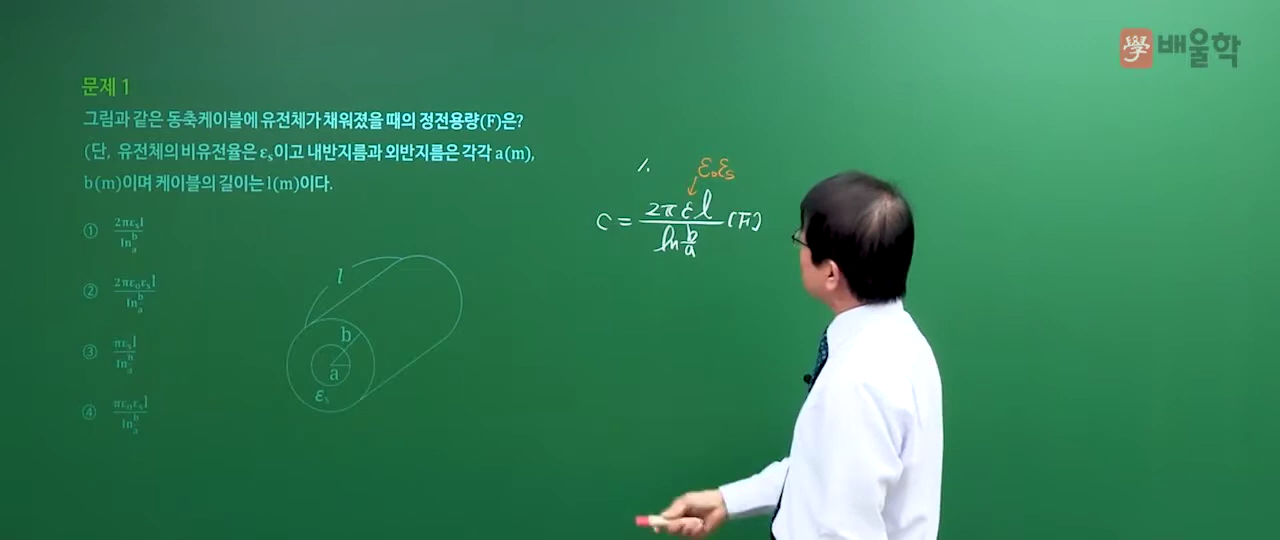 學 배울학
문제 1
그림과 같은 동축케이블에 유전체가 채워졌을 때의 정전용량(F)은?
(단, 유전체의 비유전율은 εs이고 내반지름과 외반지름은 각각 a(m),
b(m)이며 케이블의 길이는 l(m)이다.
① 2πεsl / ln b/a
② 2πε₀εsl / ln b/a
③ πεsl / ln b/a
④ πε₀εsl / ln b/a
l
b
a
εs
1.
ε₀εs
C = 2πεl / ln b/a (F)